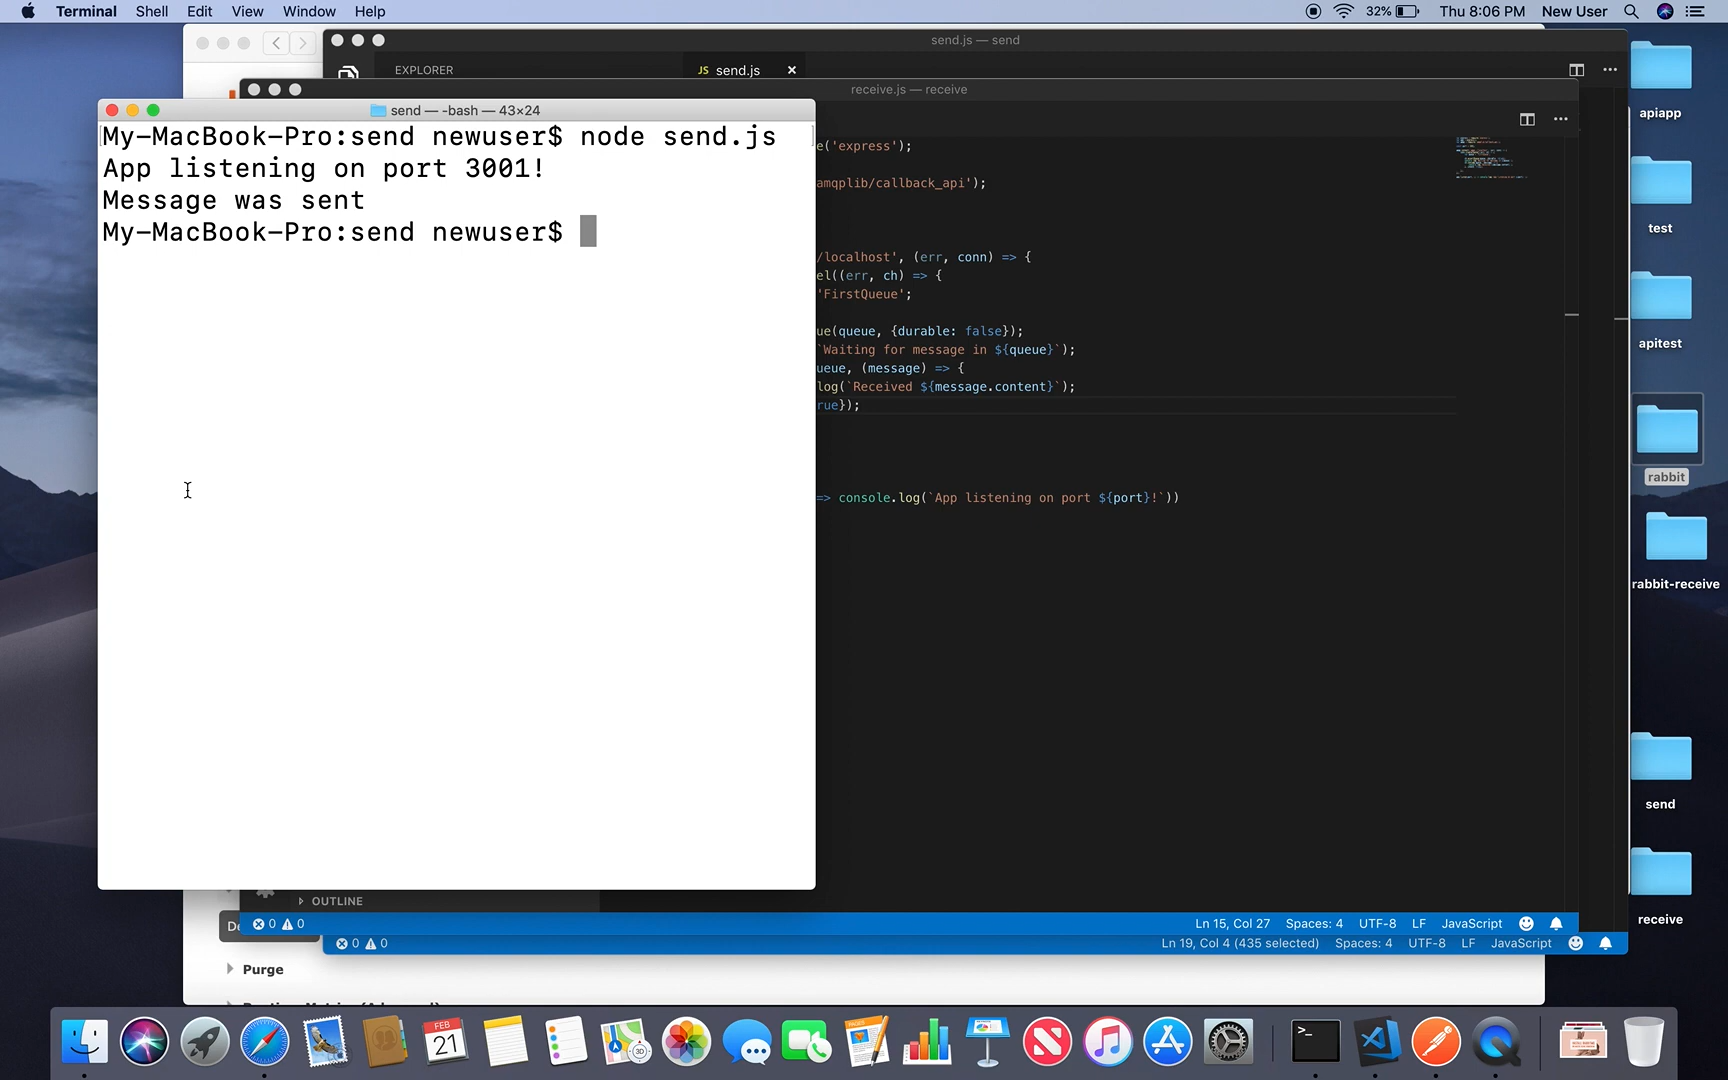 Terminal Shell Edit View Window Help 32% Thu 8:06 PM New User
send.js — send
EXPLORER JS send.js
receive.js — receive
send — -bash — 43×24
My-MacBook-Pro:send newuser$ node send.js
App listening on port 3001!
Message was sent
My-MacBook-Pro:send newuser$
e('express');
amqplib/callback_api');
/localhost', (err, conn) => {
el((err, ch) => {
'FirstQueue';
ue(queue, {durable: false});
`Waiting for message in ${queue}`);
ueue, (message) => {
log(`Received ${message.content}`);
rue});
=> console.log(`App listening on port ${port}!`))
OUTLINE
De
0 0 Ln 15, Col 27 Spaces: 4 UTF-8 LF JavaScript
0 0 Ln 19, Col 4 (435 selected) Spaces: 4 UTF-8 LF JavaScript
Purge
apiapp
test
apitest
rabbit
rabbit-receive
send
receive
FEB
21
3D
PAGES
>_